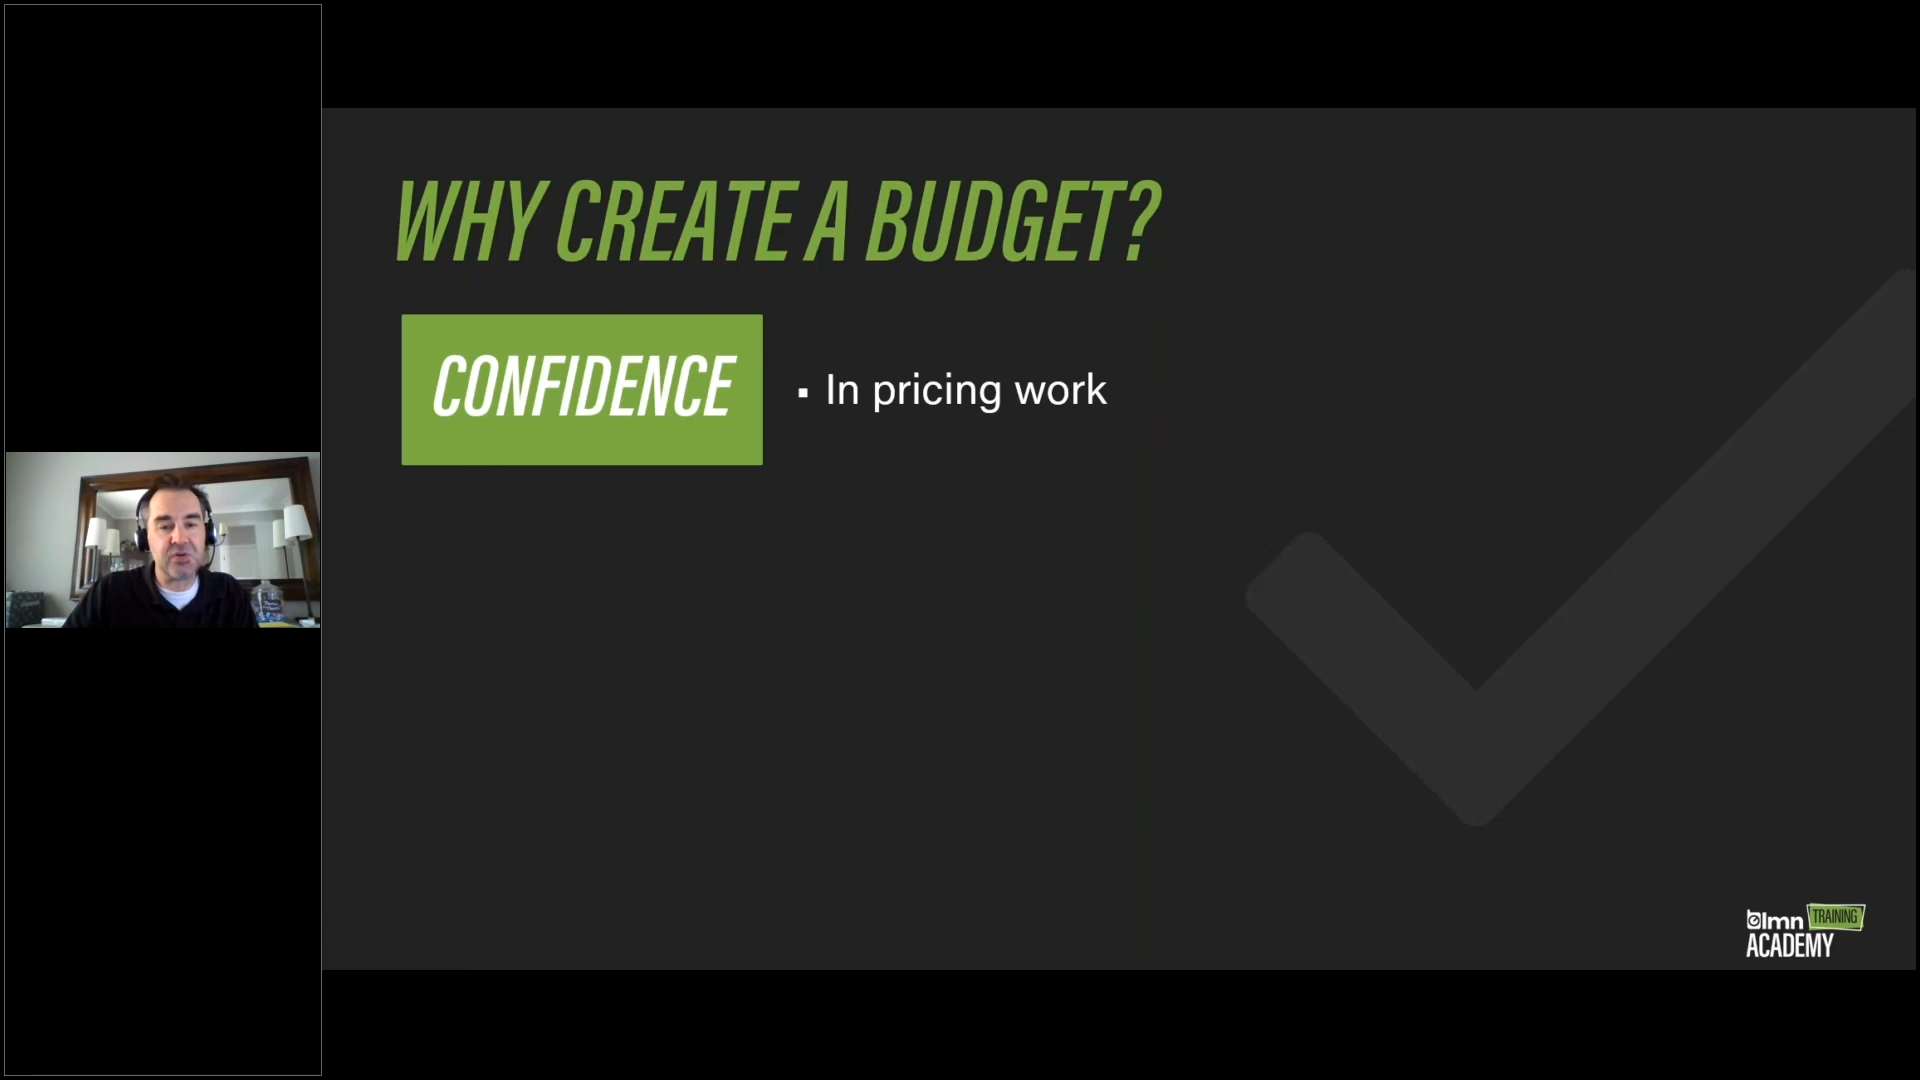 WHY CREATE A BUDGET?
CONFIDENCE
▪ In pricing work
lmn TRAINING
ACADEMY